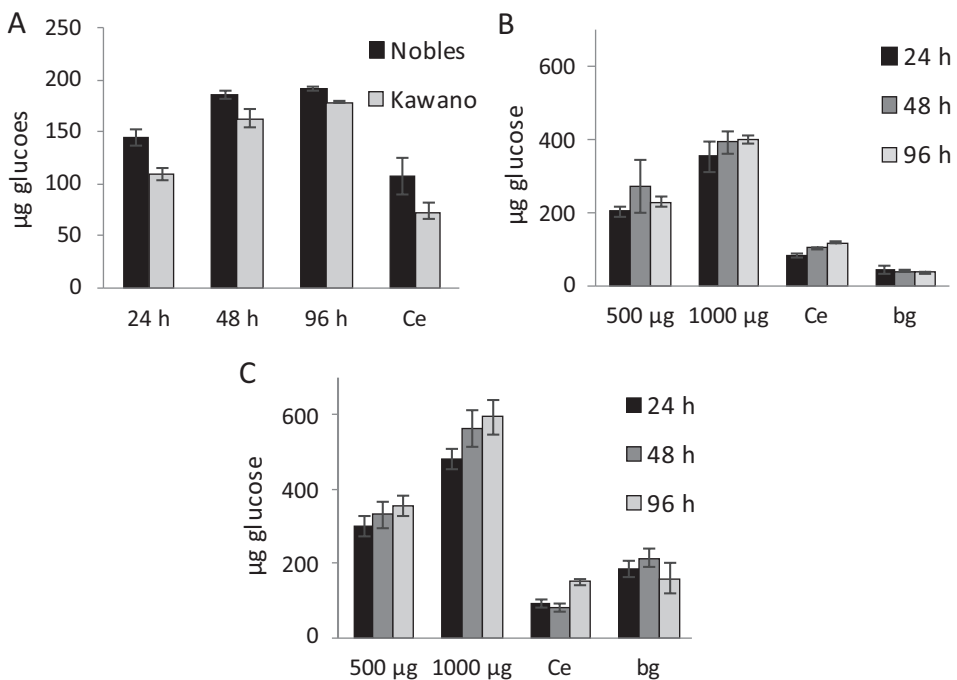 A
µg glucoes
250
200
150
100
50
0
24 h
48 h
96 h
Ce
Nobles
Kawano
B
µg glucose
600
400
200
0
500 µg
1000 µg
Ce
bg
24 h
48 h
96 h
C
µg glucose
600
400
200
0
500 µg
1000 µg
Ce
bg
24 h
48 h
96 h